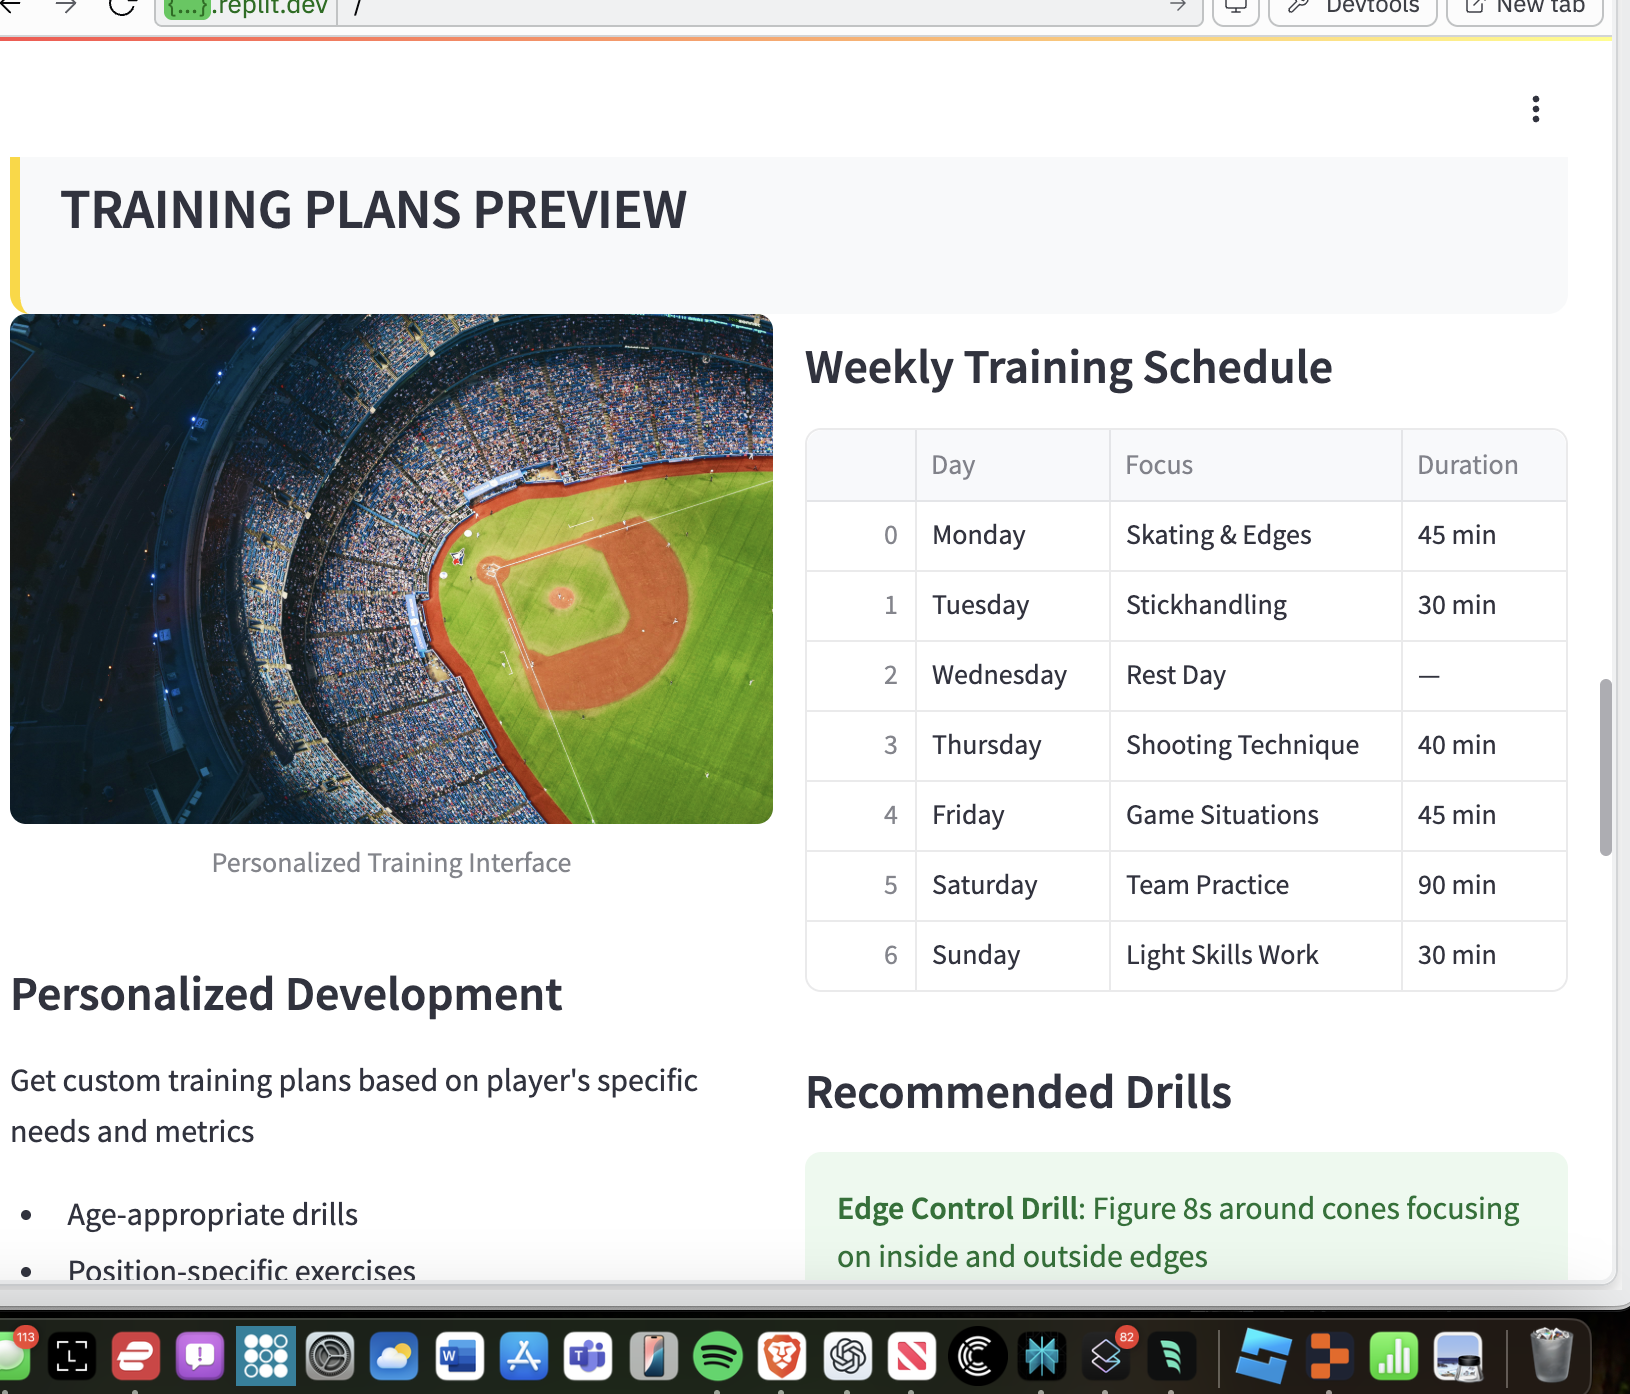 {...}.replit.dev /
Devtools
New tab
TRAINING PLANS PREVIEW
Personalized Training Interface
Personalized Development
Get custom training plans based on player's specific
needs and metrics
• Age-appropriate drills
• Position-specific exercises
Weekly Training Schedule
Day Focus Duration
0 Monday Skating & Edges 45 min
1 Tuesday Stickhandling 30 min
2 Wednesday Rest Day —
3 Thursday Shooting Technique 40 min
4 Friday Game Situations 45 min
5 Saturday Team Practice 90 min
6 Sunday Light Skills Work 30 min
Recommended Drills
Edge Control Drill: Figure 8s around cones focusing
on inside and outside edges
113
L
W
T
82